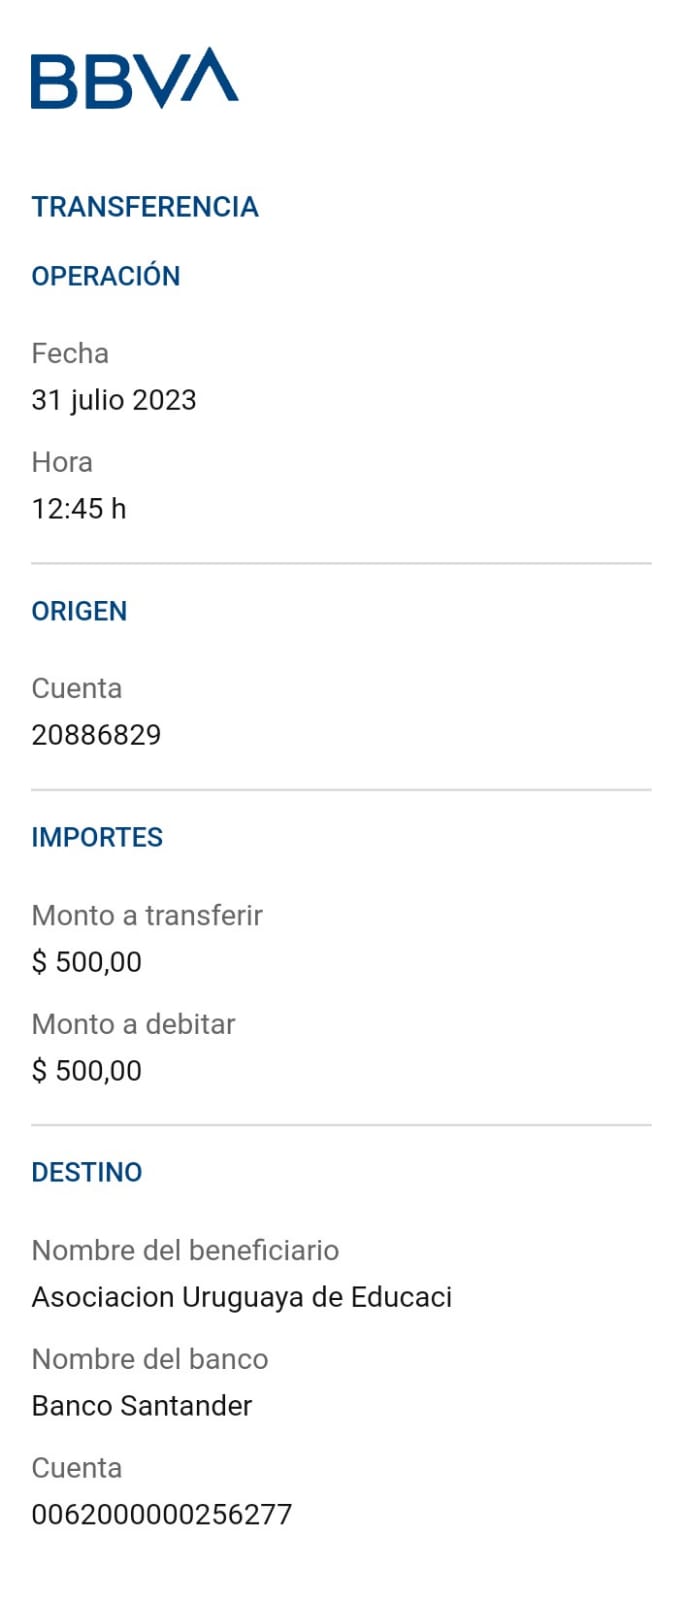 BBVA
TRANSFERENCIA
OPERACIÓN
Fecha
31 julio 2023
Hora
12:45 h
ORIGEN
Cuenta
20886829
IMPORTES
Monto a transferir
$ 500,00
Monto a debitar
$ 500,00
DESTINO
Nombre del beneficiario
Asociacion Uruguaya de Educaci
Nombre del banco
Banco Santander
Cuenta
0062000000256277